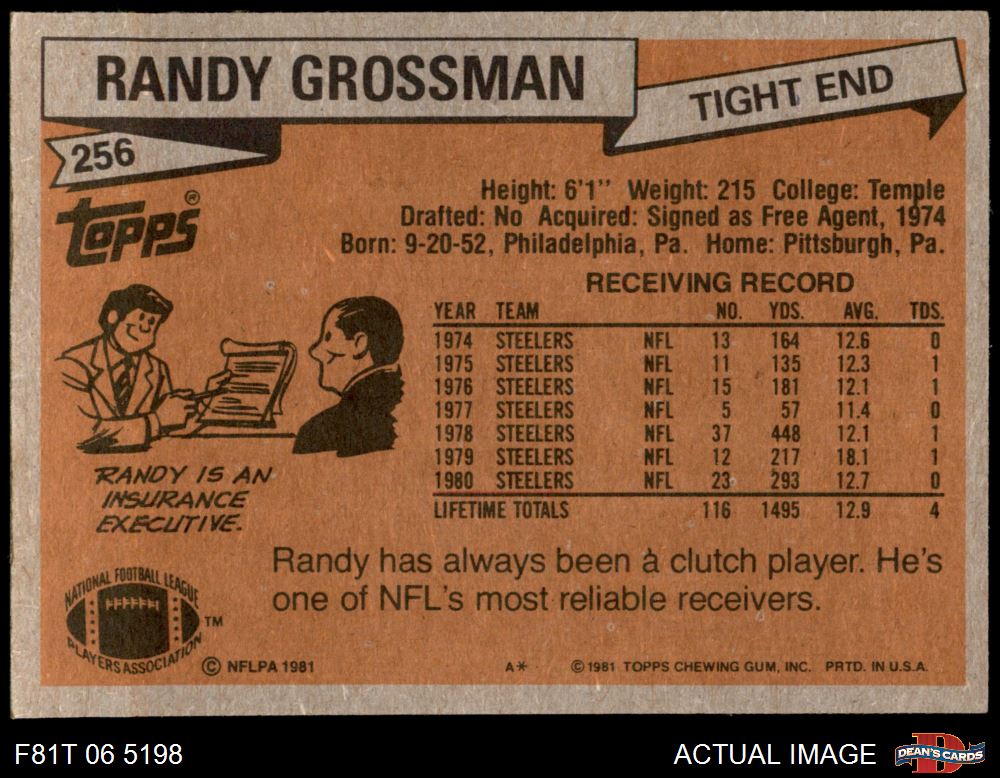 RANDY GROSSMAN
TIGHT END
256
Topps®
Height: 6'1" Weight: 215 College: Temple
Drafted: No Acquired: Signed as Free Agent, 1974
Born: 9-20-52, Philadelphia, Pa. Home: Pittsburgh, Pa.
RECEIVING RECORD
YEAR TEAM NO. YDS. AVG. TDS.
1974 STEELERS NFL 13 164 12.6 0
1975 STEELERS NFL 11 135 12.3 1
1976 STEELERS NFL 15 181 12.1 1
1977 STEELERS NFL 5 57 11.4 0
1978 STEELERS NFL 37 448 12.1 1
1979 STEELERS NFL 12 217 18.1 1
1980 STEELERS NFL 23 293 12.7 0
LIFETIME TOTALS 116 1495 12.9 4
RANDY IS AN
INSURANCE
EXECUTIVE.
Randy has always been a clutch player. He's
one of NFL's most reliable receivers.
NATIONAL FOOTBALL LEAGUE
PLAYERS ASSOCIATION
TM
© NFLPA 1981
A*
© 1981 TOPPS CHEWING GUM, INC. PRTD. IN U.S.A.
F81T 06 5198
ACTUAL IMAGE
DEAN'S CARDS